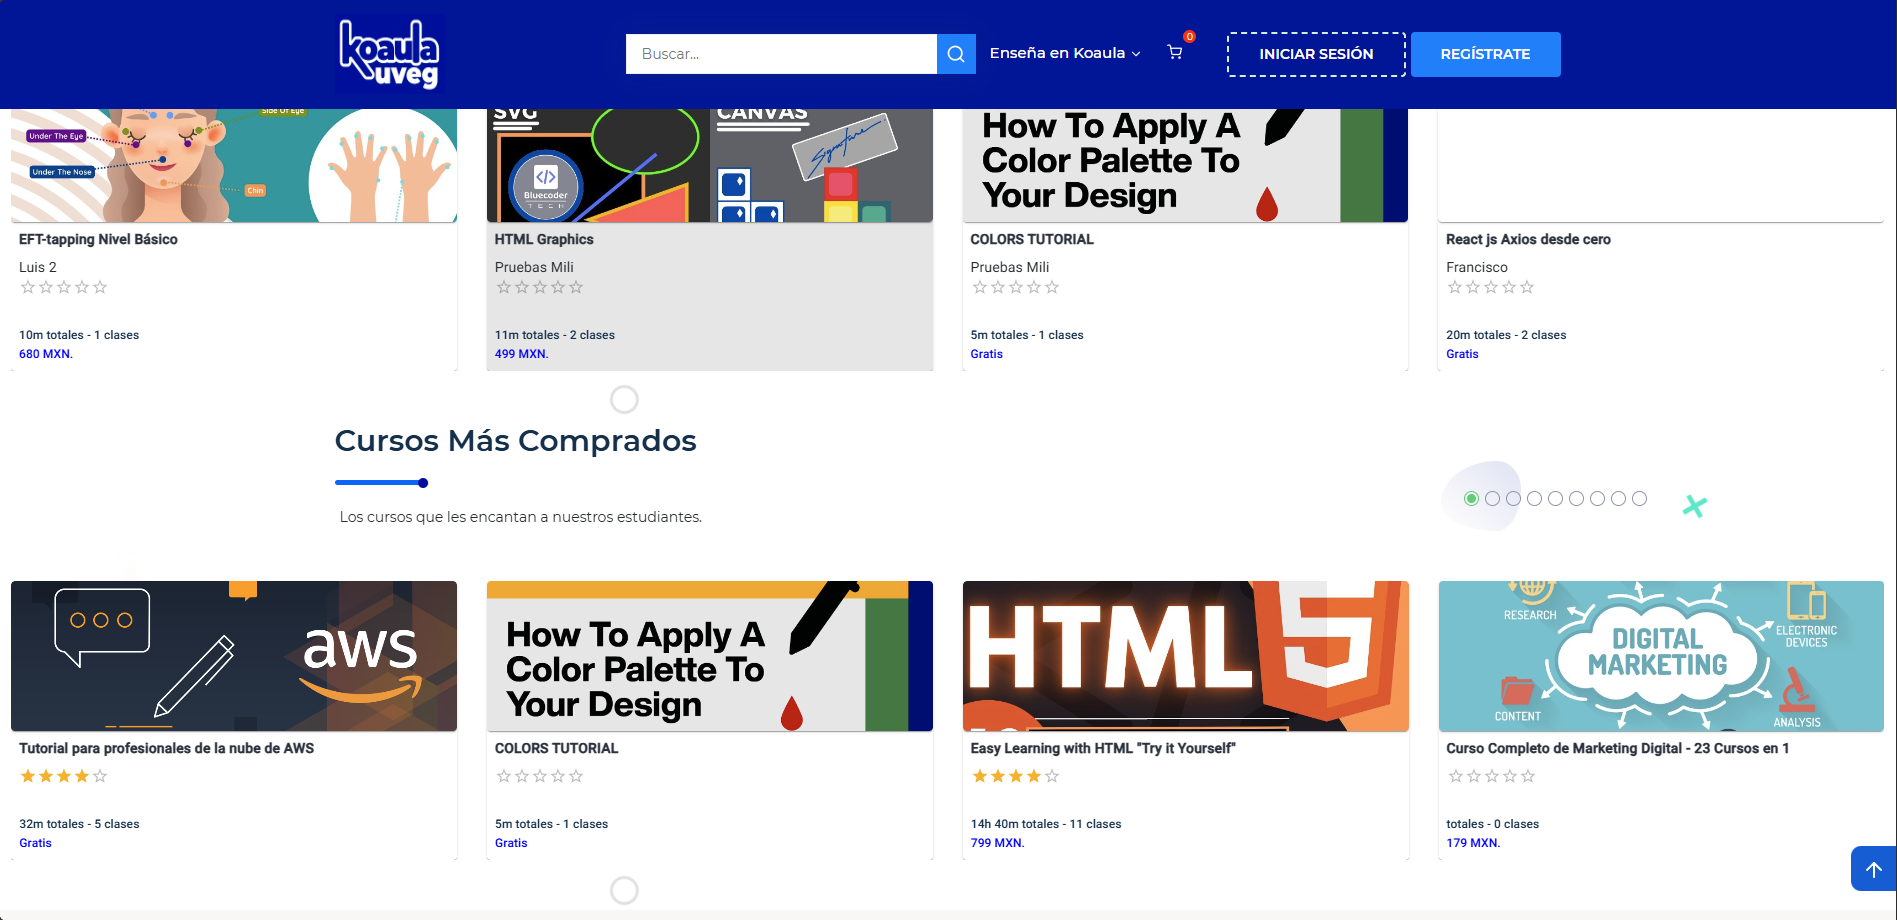 koaula
uveg
Buscar...
Enseña en Koaula
0
INICIAR SESIÓN
REGÍSTRATE
Side Of Eye
Under The Eye
Under The Nose
Chin
SVG
CANVAS
Signature
</>
Bluecoder
TECH
How To Apply A
Color Palette To
Your Design
EFT-tapping Nivel Básico
Luis 2
10m totales - 1 clases
680 MXN.
HTML Graphics
Pruebas Mili
11m totales - 2 clases
499 MXN.
COLORS TUTORIAL
Pruebas Mili
5m totales - 1 clases
Gratis
React js Axios desde cero
Francisco
20m totales - 2 clases
Gratis
Cursos Más Comprados
Los cursos que les encantan a nuestros estudiantes.
aws
How To Apply A
Color Palette To
Your Design
HTML
RESEARCH
DIGITAL
MARKETING
ELECTRONIC
DEVICES
CONTENT
ANALYSIS
Tutorial para profesionales de la nube de AWS
32m totales - 5 clases
Gratis
COLORS TUTORIAL
5m totales - 1 clases
Gratis
Easy Learning with HTML "Try it Yourself"
14h 40m totales - 11 clases
799 MXN.
Curso Completo de Marketing Digital - 23 Cursos en 1
totales - 0 clases
179 MXN.